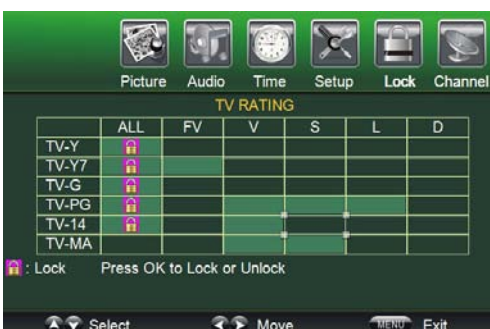 Picture Audio Time Setup Lock Channel
TV RATING
ALL FV V S L D
TV-Y
TV-Y7
TV-G
TV-PG
TV-14
TV-MA
: Lock Press OK to Lock or Unlock
Select Move MENU Exit